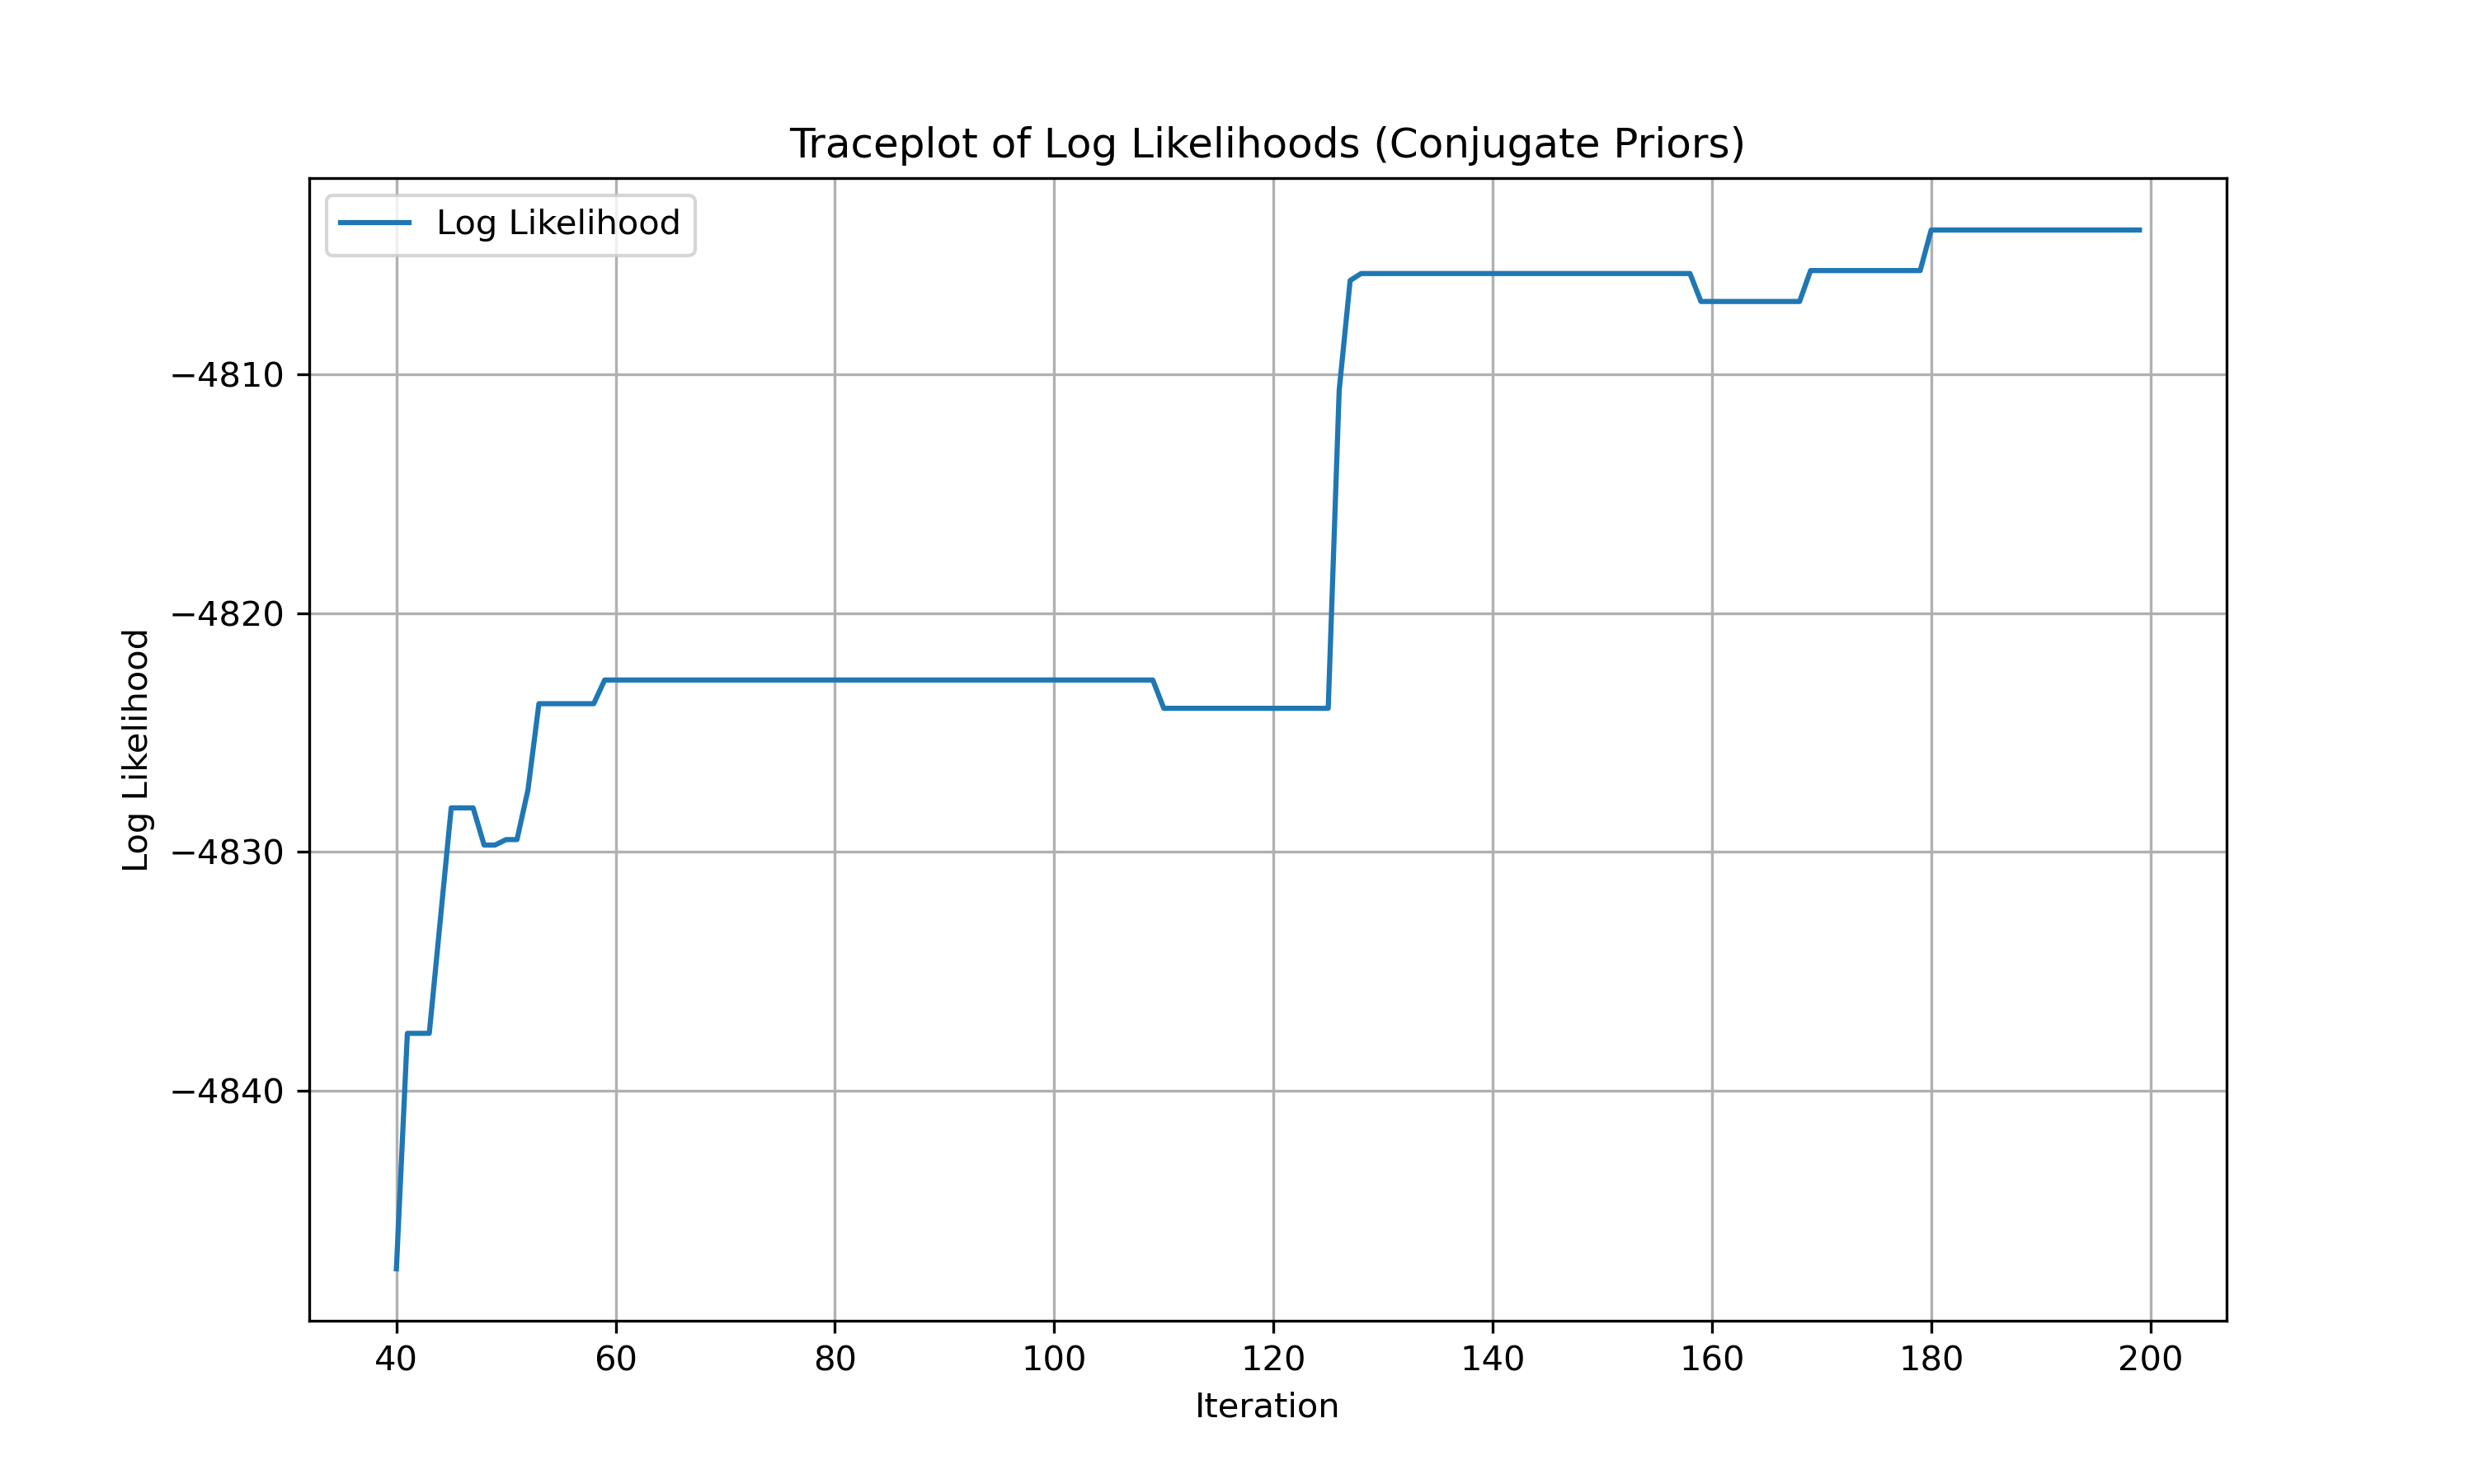 Traceplot of Log Likelihoods (Conjugate Priors)
Log Likelihood
Log Likelihood
−4810
−4820
−4830
−4840
40 60 80 100 120 140 160 180 200
Iteration